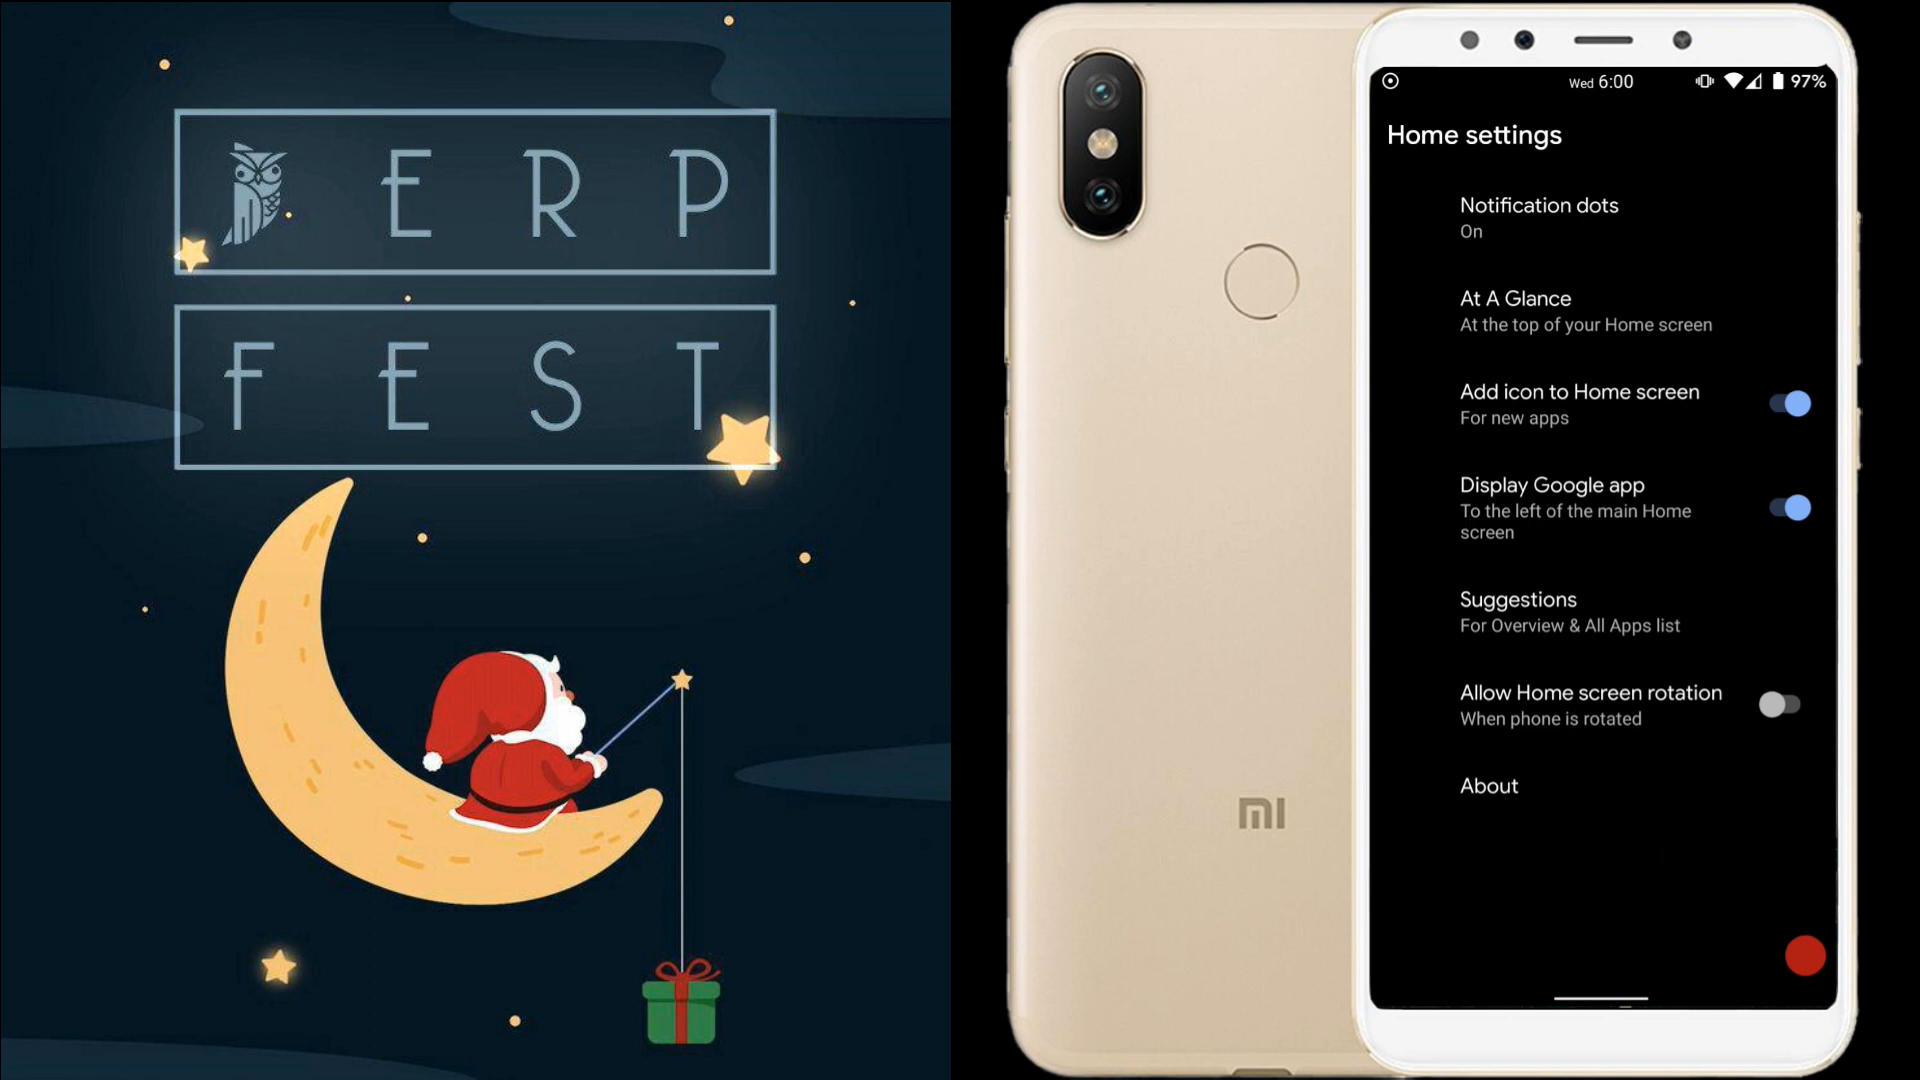 ERP
FEST
MI
Wed 6:00 97%
Home settings
Notification dots
On
At A Glance
At the top of your Home screen
Add icon to Home screen
For new apps
Display Google app
To the left of the main Home
screen
Suggestions
For Overview & All Apps list
Allow Home screen rotation
When phone is rotated
About